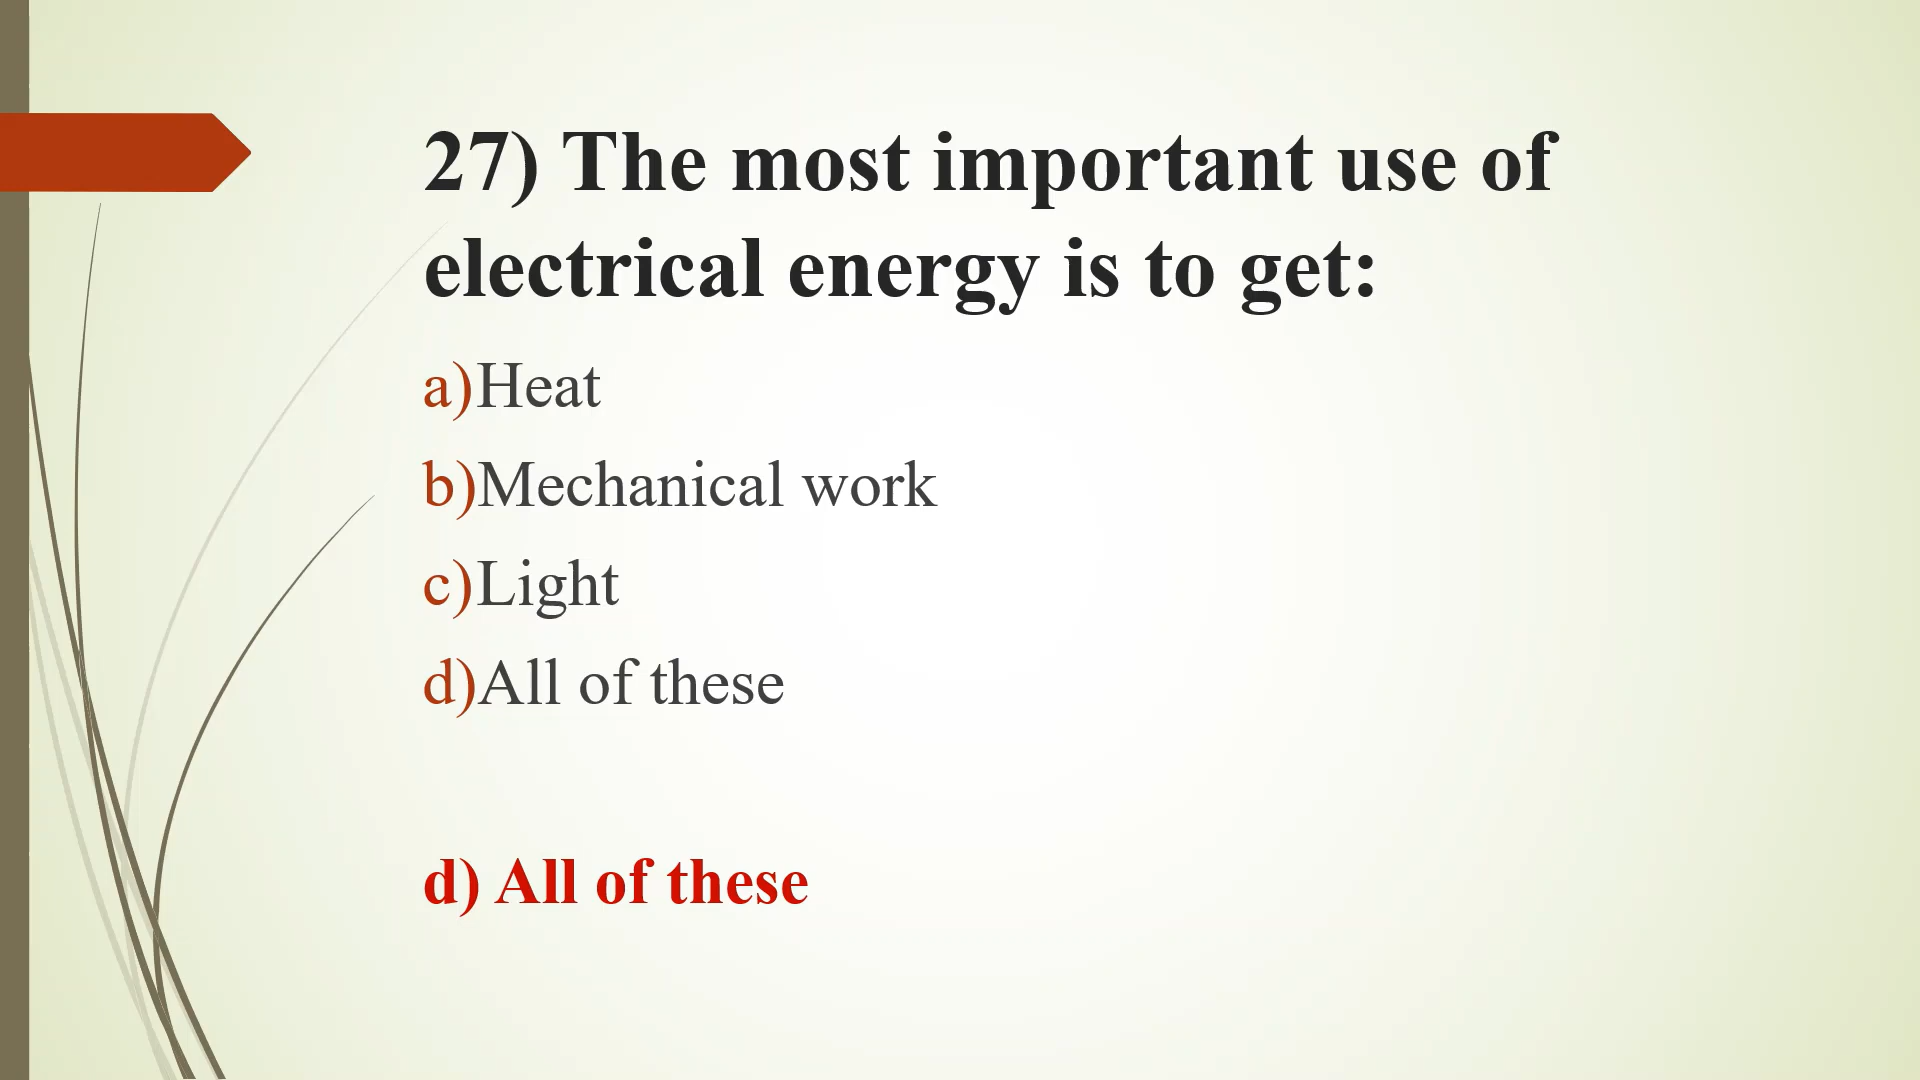 27) The most important use of
electrical energy is to get:
a)Heat
b)Mechanical work
c)Light
d)All of these
d) All of these